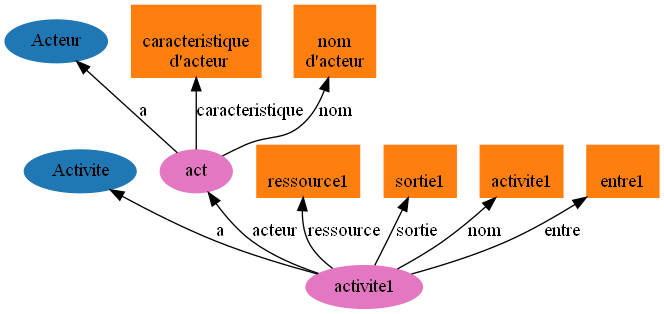 Acteur
caracteristique
d'acteur
nom
d'acteur
a
caracteristique
nom
Activite
act
ressource1
sortie1
activite1
entre1
a
acteur
ressource
sortie
nom
entre
activite1